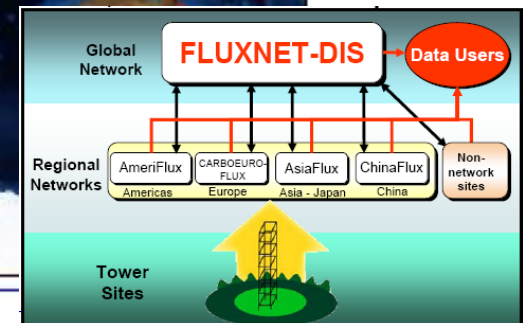 Global
Network
FLUXNET-DIS
Data Users
Regional
Networks
AmeriFlux
Americas
CARBOEURO-
FLUX
Europe
AsiaFlux
Asia - Japan
ChinaFlux
China
Non-
network
sites
Tower
Sites